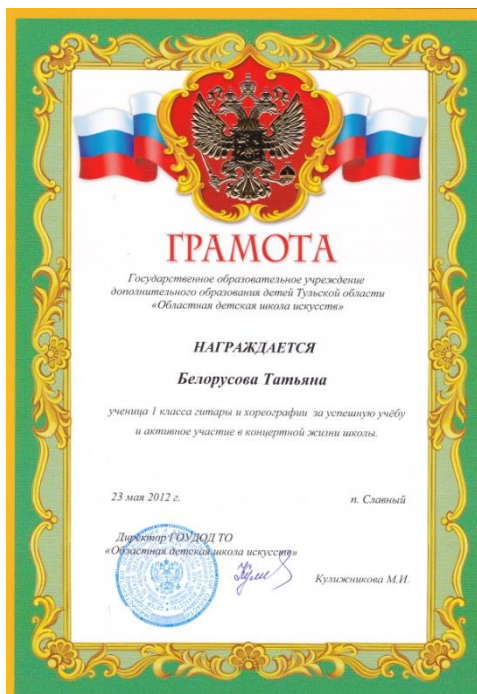 ГРАМОТА
Государственное образовательное учреждение
дополнительного образования детей Тульской области
«Областная детская школа искусств»
НАГРАЖДАЕТСЯ
Белорусова Татьяна
ученица 1 класса гитары и хореографии за успешную учёбу
и активное участие в концертной жизни школы.
23 мая 2012 г.
п. Славный
Директор ГОУДОД ТО
«Областная детская школа искусств»
Кулижникова М.И.